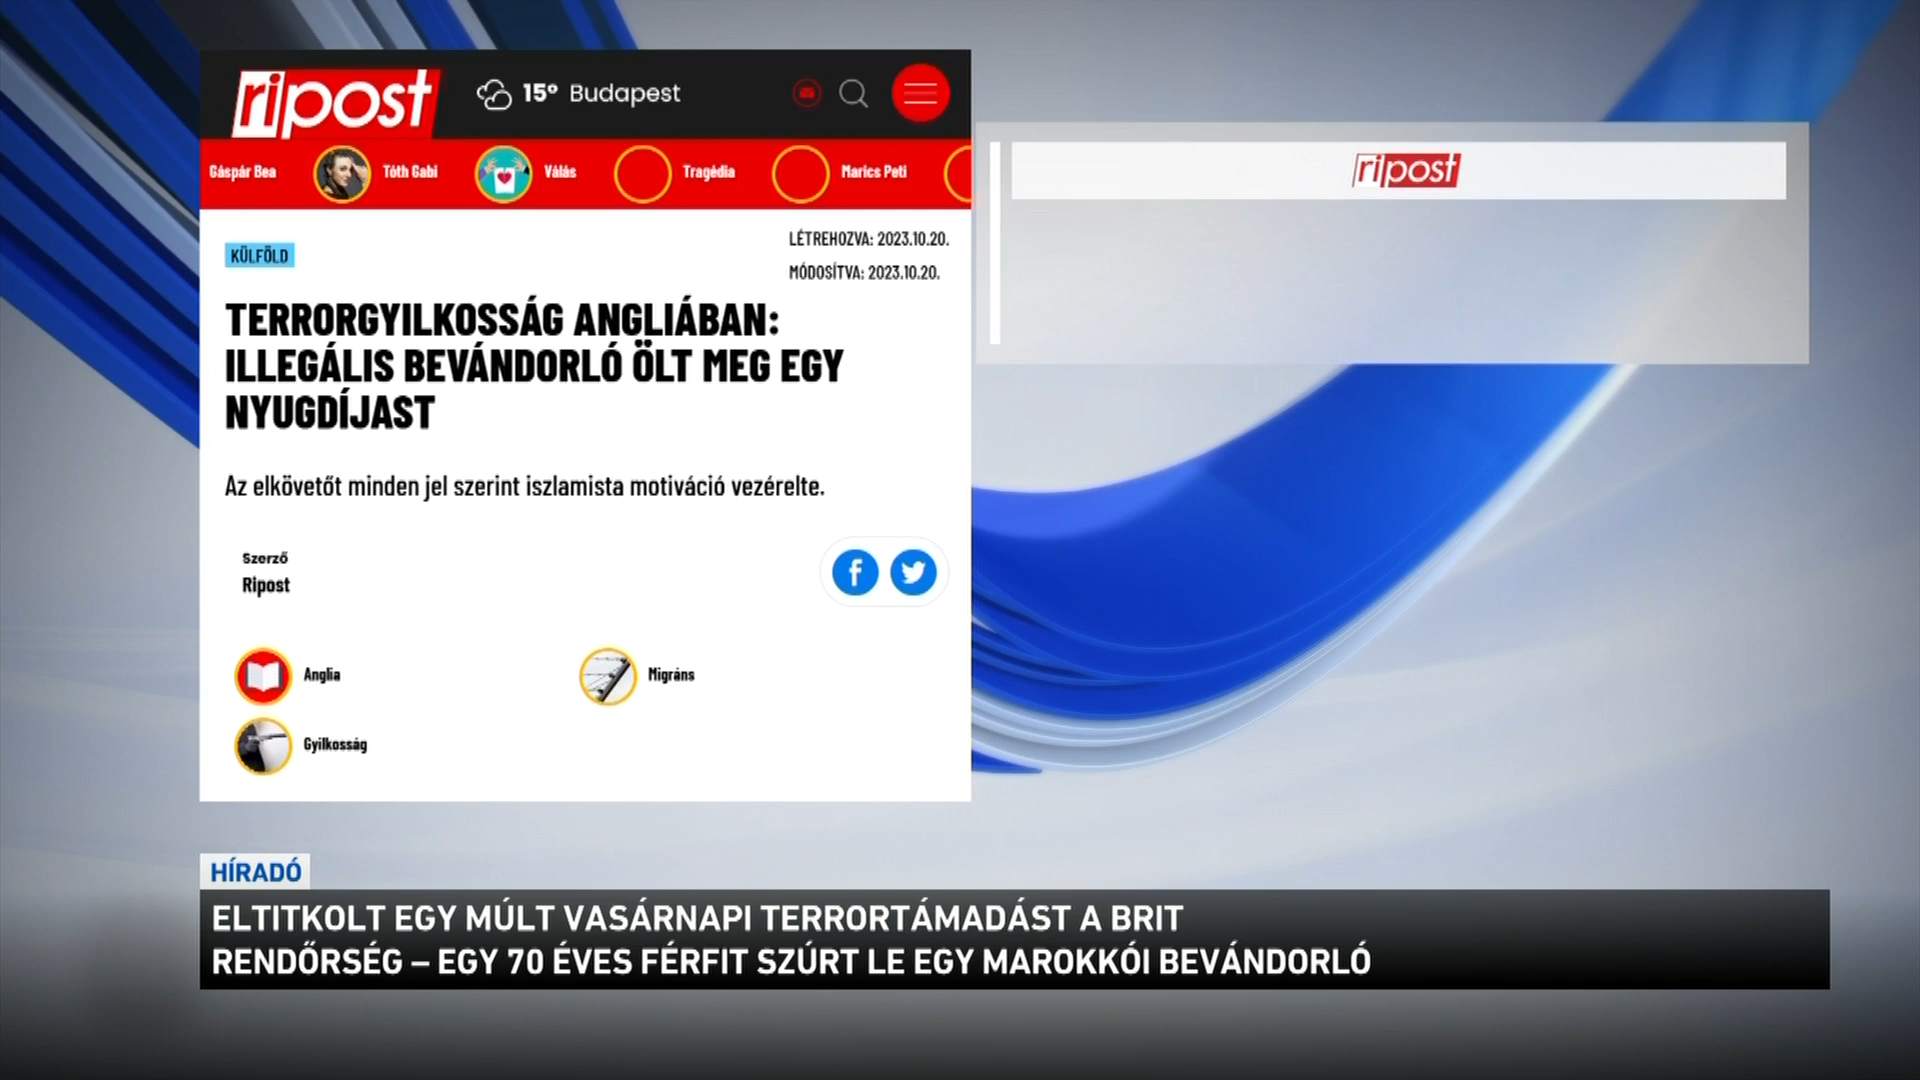 ripost
15° Budapest
Gáspár Bea
Tóth Gabi
Válás
Tragédia
Marics Peti
KÜLFÖLD
LÉTREHOZVA: 2023.10.20.
MÓDOSÍTVA: 2023.10.20.
TERRORGYILKOSSÁG ANGLIÁBAN:
ILLEGÁLIS BEVÁNDORLÓ ÖLT MEG EGY
NYUGDÍJAST
Az elkövetőt minden jel szerint iszlamista motiváció vezérelte.
Szerző
Ripost
Anglia
Migráns
Gyilkosság
ripost
HÍRADÓ
ELTITKOLT EGY MÚLT VASÁRNAPI TERRORTÁMADÁST A BRIT
RENDŐRSÉG – EGY 70 ÉVES FÉRFIT SZÚRT LE EGY MAROKKÓI BEVÁNDORLÓ